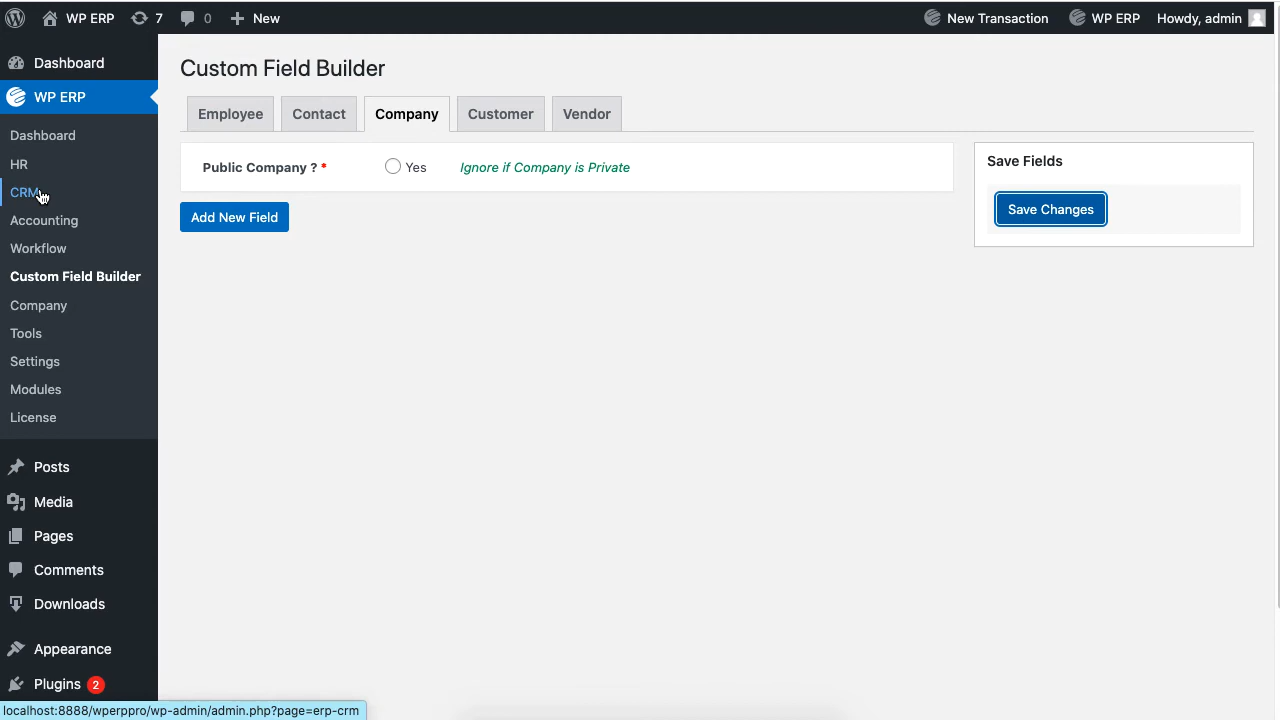 WP ERP 7 0 New New Transaction WP ERP Howdy, admin
Dashboard
WP ERP
Dashboard
HR
CRM
Accounting
Workflow
Custom Field Builder
Company
Tools
Settings
Modules
License
Posts
Media
Pages
Comments
Downloads
Appearance
Plugins 2
Custom Field Builder
Employee Contact Company Customer Vendor
Public Company ? * Yes Ignore if Company is Private
Add New Field
Save Fields
Save Changes
localhost:8888/wperppro/wp-admin/admin.php?page=erp-crm